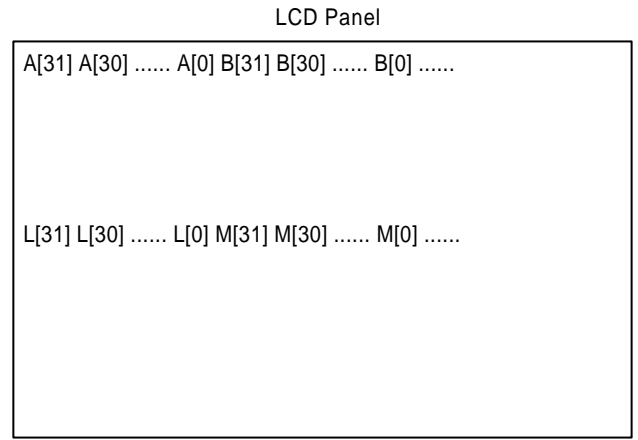 LCD Panel
A[31] A[30] ...... A[0] B[31] B[30] ...... B[0] ......
L[31] L[30] ...... L[0] M[31] M[30] ...... M[0] ......